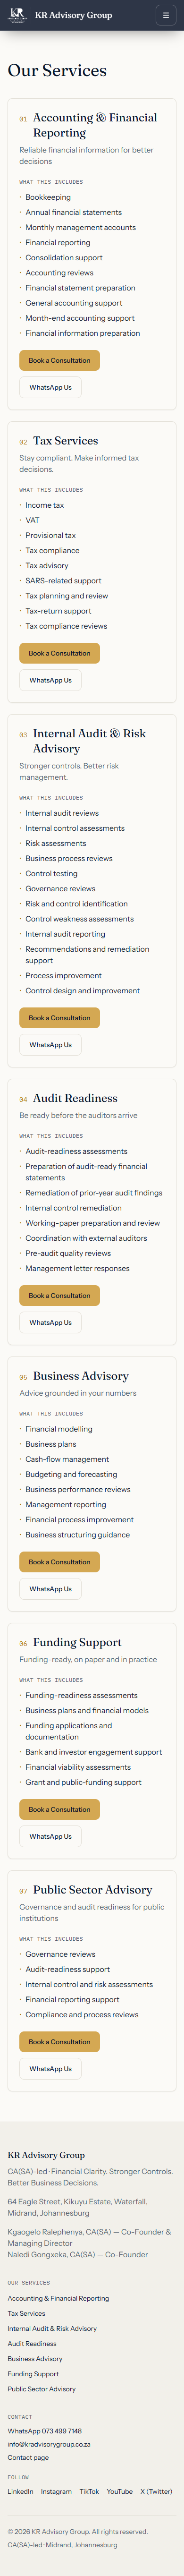 KR
KR Advisory Group
Our Services
01 Accounting & Financial
Reporting
Reliable financial information for better
decisions
WHAT THIS INCLUDES
· Bookkeeping
· Annual financial statements
· Monthly management accounts
· Financial reporting
· Consolidation support
· Accounting reviews
· Financial statement preparation
· General accounting support
· Month-end accounting support
· Financial information preparation
Book a Consultation
WhatsApp Us
02 Tax Services
Stay compliant. Make informed tax
decisions.
WHAT THIS INCLUDES
· Income tax
· VAT
· Provisional tax
· Tax compliance
· Tax advisory
· SARS-related support
· Tax planning and review
· Tax-return support
· Tax compliance reviews
Book a Consultation
WhatsApp Us
03 Internal Audit & Risk
Advisory
Stronger controls. Better risk
management.
WHAT THIS INCLUDES
· Internal audit reviews
· Internal control assessments
· Risk assessments
· Business process reviews
· Control testing
· Governance reviews
· Risk and control identification
· Control weakness assessments
· Internal audit reporting
· Recommendations and remediation
support
· Process improvement
· Control design and improvement
Book a Consultation
WhatsApp Us
04 Audit Readiness
Be ready before the auditors arrive
WHAT THIS INCLUDES
· Audit-readiness assessments
· Preparation of audit-ready financial
statements
· Remediation of prior-year audit findings
· Internal control remediation
· Working-paper preparation and review
· Coordination with external auditors
· Pre-audit quality reviews
· Management letter responses
Book a Consultation
WhatsApp Us
05 Business Advisory
Advice grounded in your numbers
WHAT THIS INCLUDES
· Financial modelling
· Business plans
· Cash-flow management
· Budgeting and forecasting
· Business performance reviews
· Management reporting
· Financial process improvement
· Business structuring guidance
Book a Consultation
WhatsApp Us
06 Funding Support
Funding-ready, on paper and in practice
WHAT THIS INCLUDES
· Funding-readiness assessments
· Business plans and financial models
· Funding applications and
documentation
· Bank and investor engagement support
· Financial viability assessments
· Grant and public-funding support
Book a Consultation
WhatsApp Us
07 Public Sector Advisory
Governance and audit readiness for public
institutions
WHAT THIS INCLUDES
· Governance reviews
· Audit-readiness support
· Internal control and risk assessments
· Financial reporting support
· Compliance and process reviews
Book a Consultation
WhatsApp Us
KR Advisory Group
CA(SA)-led · Financial Clarity. Stronger Controls.
Better Business Decisions.
64 Eagle Street, Kikuyu Estate, Waterfall,
Midrand, Johannesburg
Kgaogelo Ralephenya, CA(SA) — Co-Founder &
Managing Director
Naledi Gongxeka, CA(SA) — Co-Founder
OUR SERVICES
Accounting & Financial Reporting
Tax Services
Internal Audit & Risk Advisory
Audit Readiness
Business Advisory
Funding Support
Public Sector Advisory
CONTACT
WhatsApp 073 499 7148
info@kradvisorygroup.co.za
Contact page
FOLLOW
LinkedIn Instagram TikTok YouTube X (Twitter)
© 2026 KR Advisory Group. All rights reserved.
CA(SA)-led · Midrand, Johannesburg